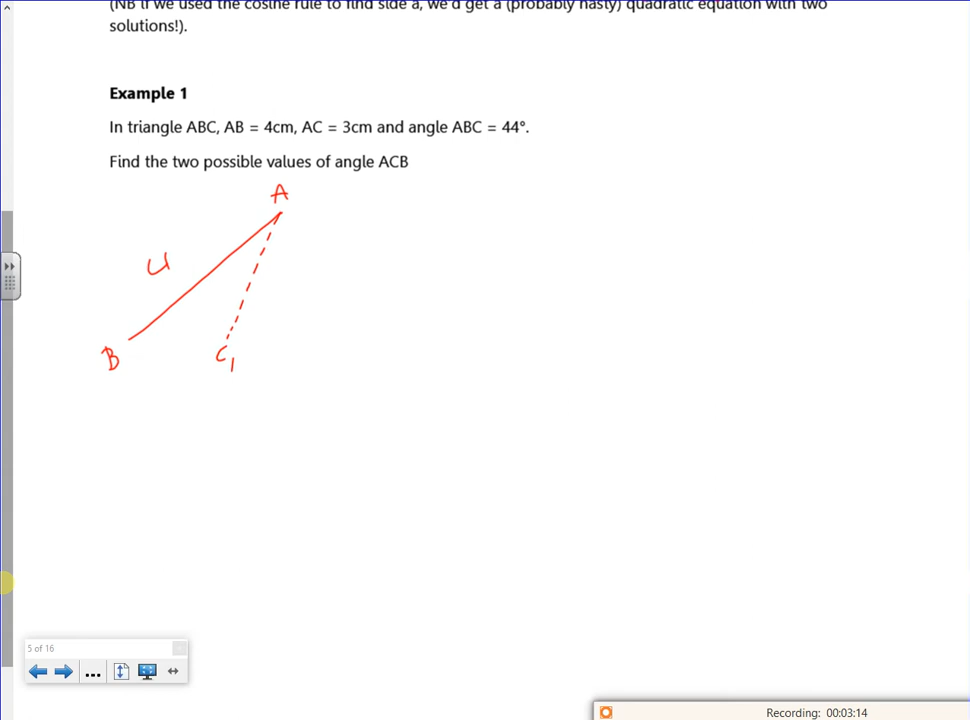 (NB if we used the cosine rule to find side a, we'd get a (probably nasty) quadratic equation with two
solutions!).
Example 1
In triangle ABC, AB = 4cm, AC = 3cm and angle ABC = 44°.
Find the two possible values of angle ACB
A
4
B
C1
5 of 16
...
Recording: 00:03:14